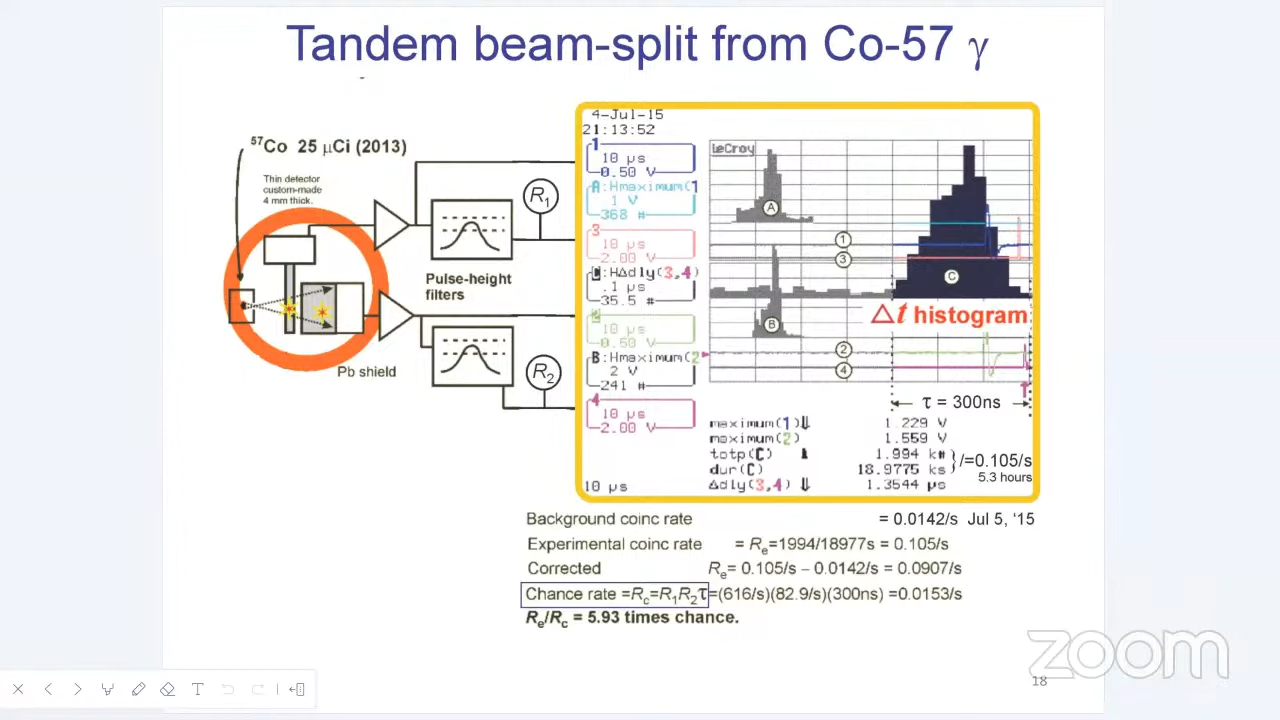 Tandem beam-split from Co-57 γ
⁵⁷Co 25 μCi (2013)
Thin detector
custom-made
4 mm thick.
R₁
Pulse-height
filters
R₂
Pb shield
4-Jul-15
21:13:52
1
10 µs
0.50 V
A:Hmaximum(1
1 V
368 #
3
10 µs
2.00 V
C:HΔdly(3,4)
.1 µs
35.5 #
2
10 µs
0.50 V
B:Hmaximum(2
2 V
241 #
4
10 µs
2.00 V
10 µs
LeCroy
A
1
3
C
B
Δt histogram
2
4
τ = 300ns
maximum(1) 1.229 V
maximum(2) 1.559 V
totp(C) 1.994 k#
dur(C) 18.9775 ks
Δdly(3,4) 1.3544 µs
/=0.105/s
5.3 hours
Background coinc rate = 0.0142/s Jul 5, ‘15
Experimental coinc rate = Rₑ=1994/18977s = 0.105/s
Corrected Rₑ= 0.105/s – 0.0142/s = 0.0907/s
Chance rate =R꜀=R₁R₂τ=(616/s)(82.9/s)(300ns) =0.0153/s
Rₑ/R꜀ = 5.93 times chance.
zoom
18